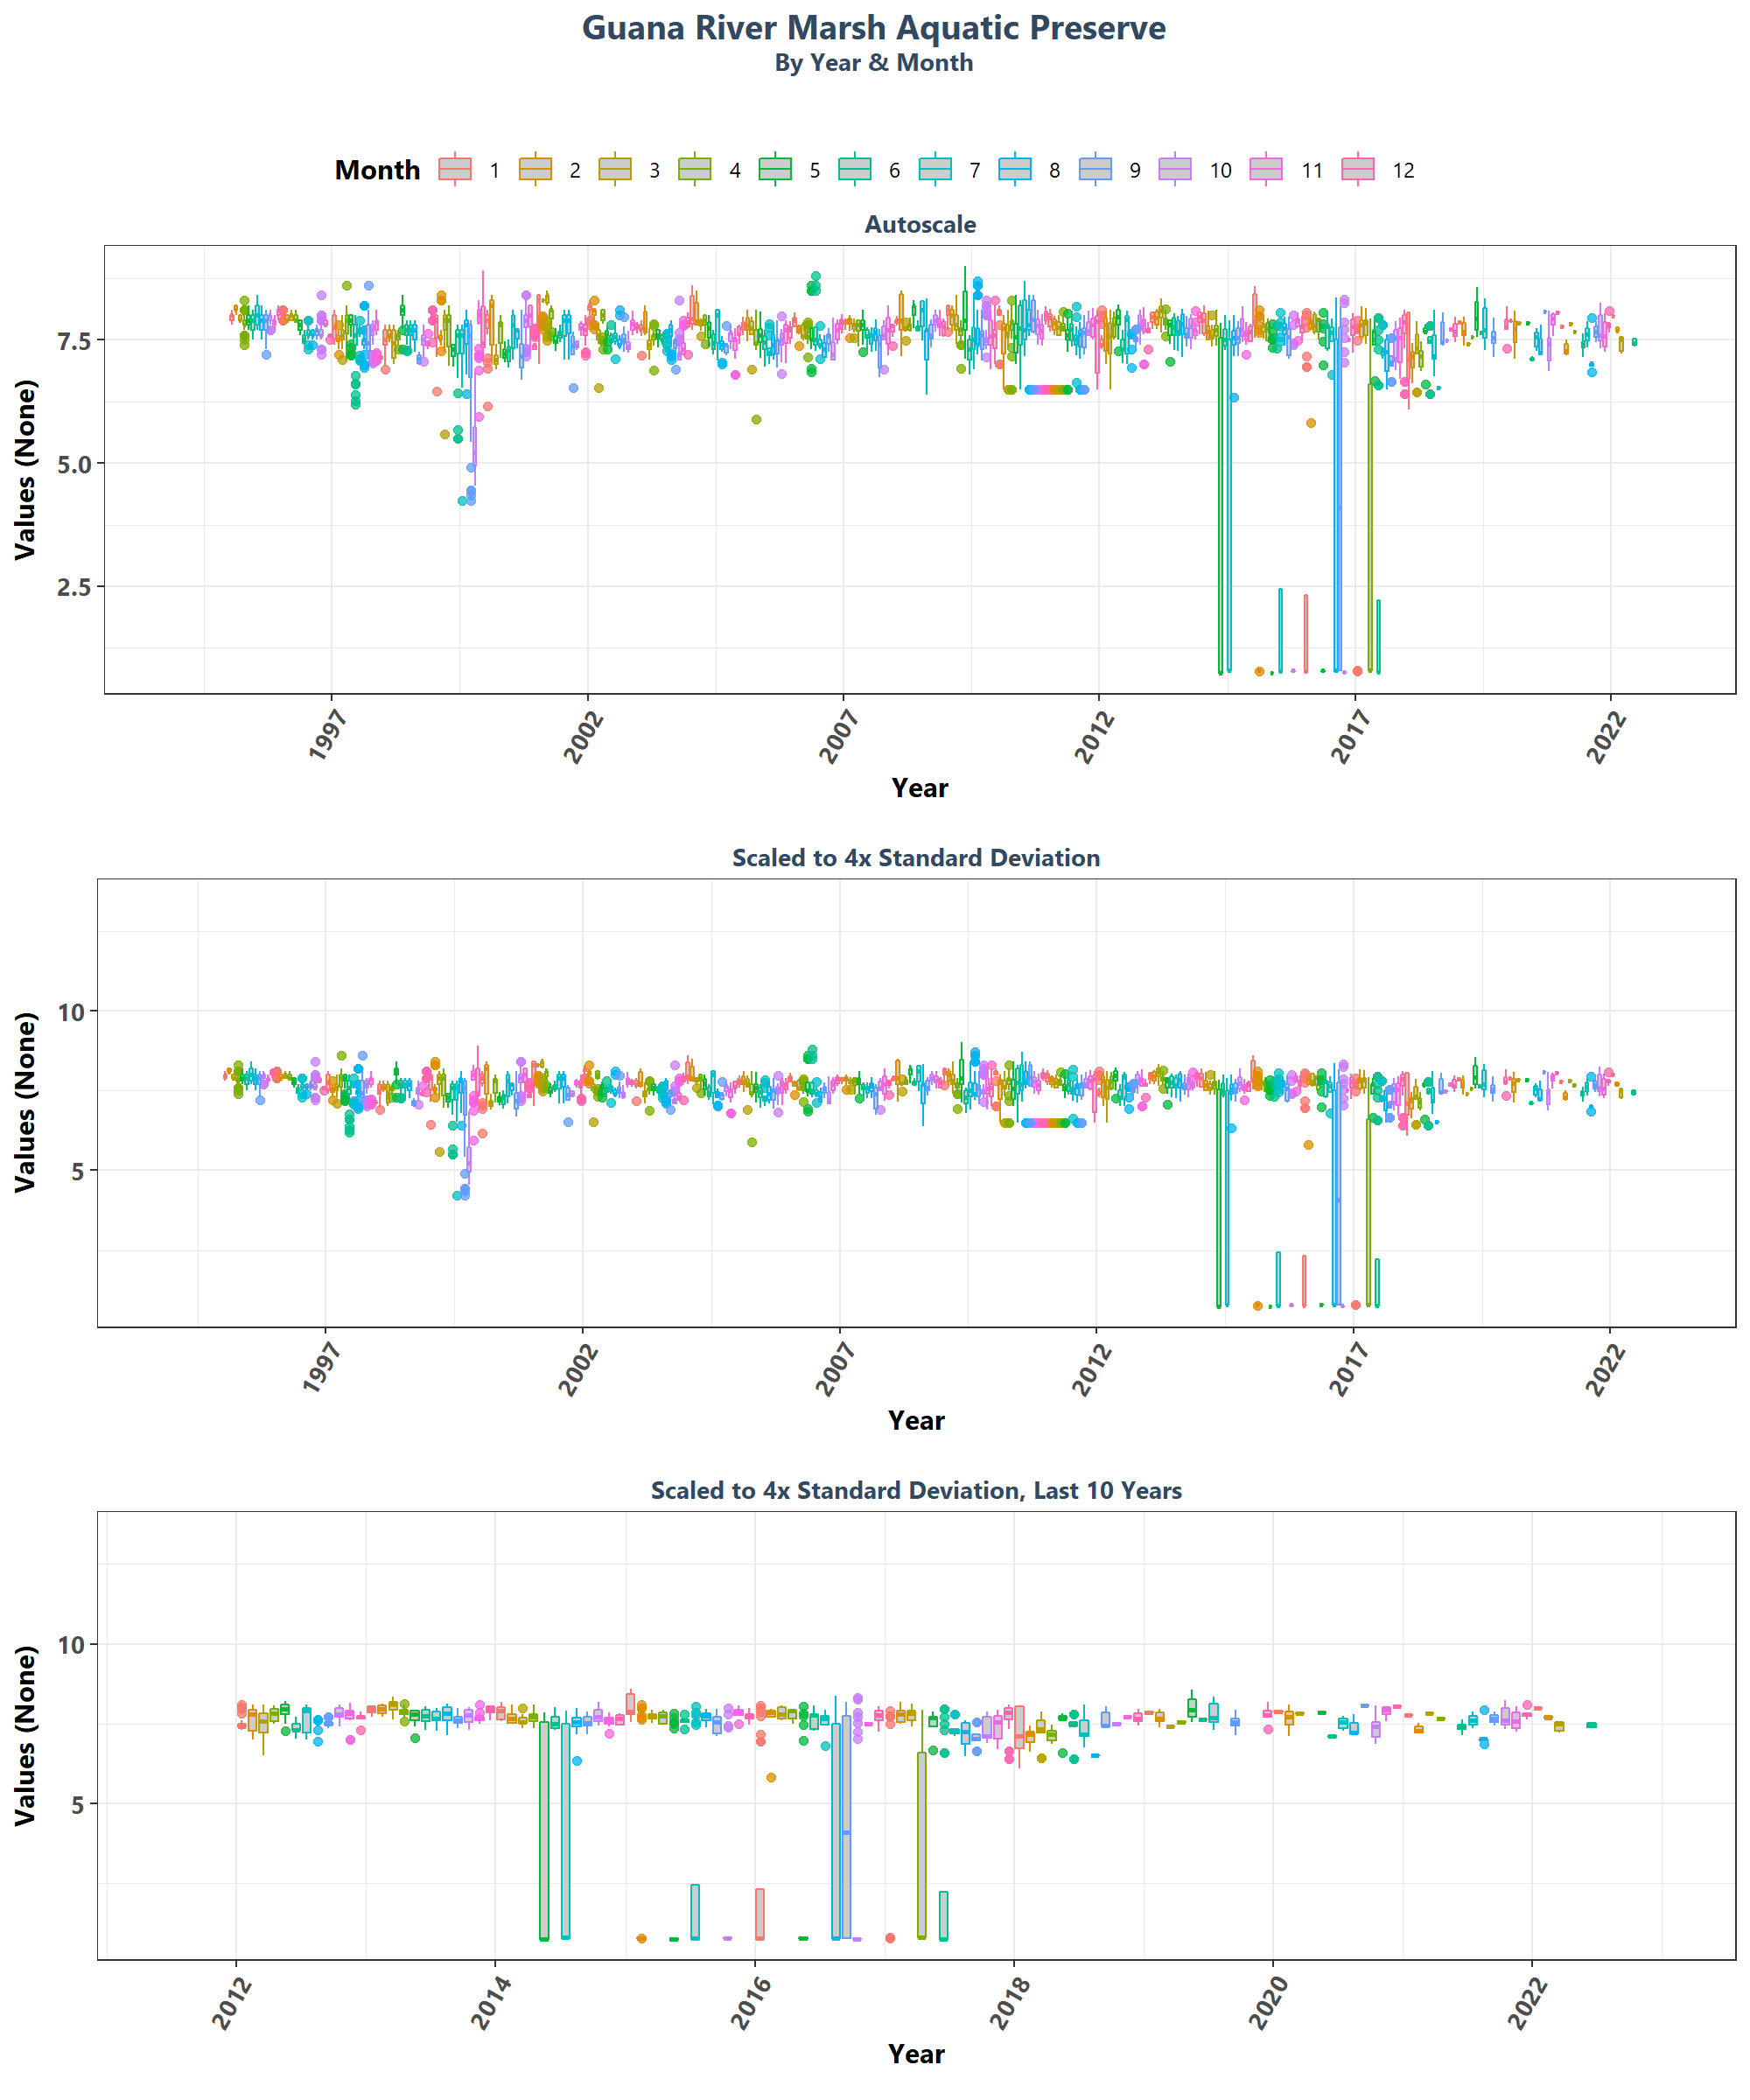 Guana River Marsh Aquatic Preserve
By Year & Month
Month 1 2 3 4 5 6 7 8 9 10 11 12
Autoscale
Values (None)
7.5
5.0
2.5
1997 2002 2007 2012 2017 2022
Year
Scaled to 4x Standard Deviation
Values (None)
10
5
1997 2002 2007 2012 2017 2022
Year
Scaled to 4x Standard Deviation, Last 10 Years
Values (None)
10
5
2012 2014 2016 2018 2020 2022
Year